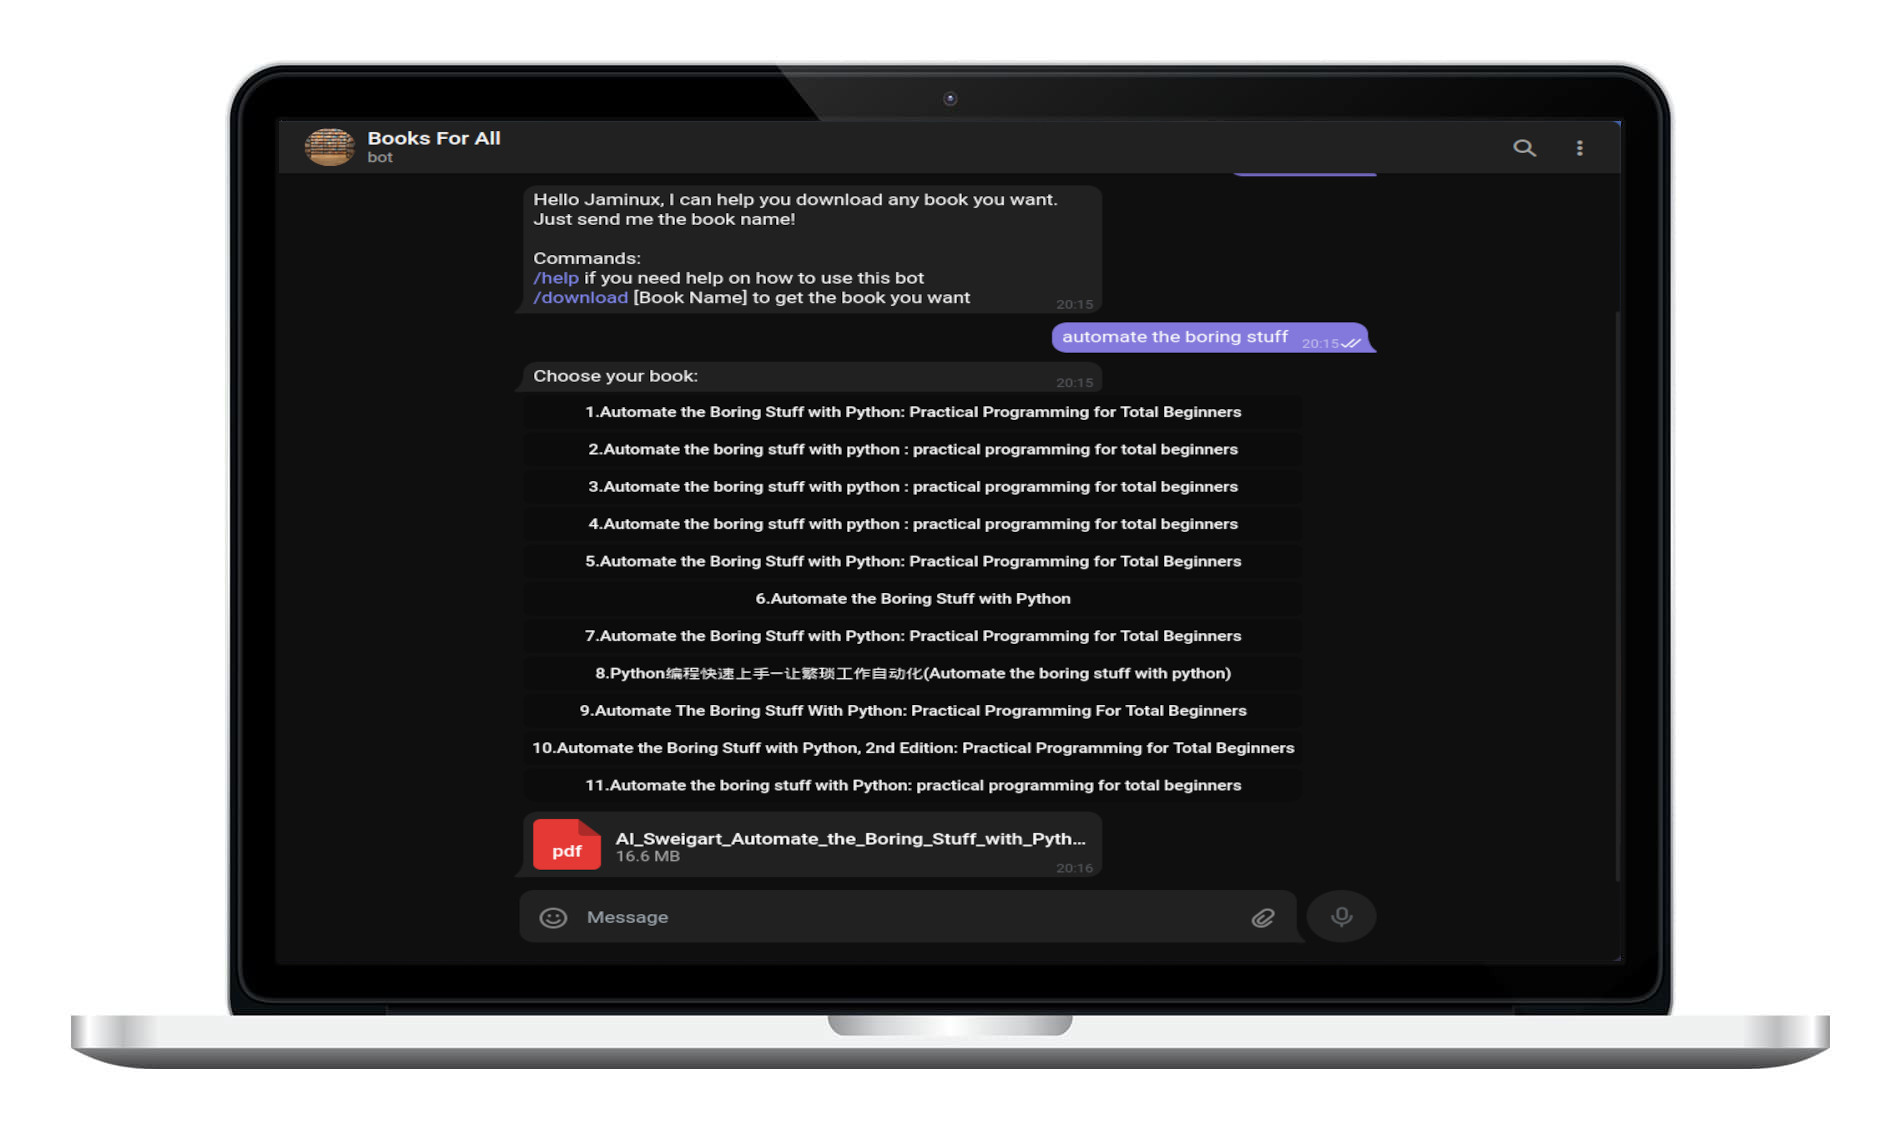 Books For All
bot
Hello Jaminux, I can help you download any book you want.
Just send me the book name!
Commands:
/help if you need help on how to use this bot
/download [Book Name] to get the book you want
20:15
automate the boring stuff 20:15
Choose your book: 20:15
1.Automate the Boring Stuff with Python: Practical Programming for Total Beginners
2.Automate the boring stuff with python : practical programming for total beginners
3.Automate the boring stuff with python : practical programming for total beginners
4.Automate the boring stuff with python : practical programming for total beginners
5.Automate the Boring Stuff with Python: Practical Programming for Total Beginners
6.Automate the Boring Stuff with Python
7.Automate the Boring Stuff with Python: Practical Programming for Total Beginners
8.Python编程快速上手—让繁琐工作自动化(Automate the boring stuff with python)
9.Automate The Boring Stuff With Python: Practical Programming For Total Beginners
10.Automate the Boring Stuff with Python, 2nd Edition: Practical Programming for Total Beginners
11.Automate the boring stuff with Python: practical programming for total beginners
pdf
Al_Sweigart_Automate_the_Boring_Stuff_with_Pyth...
16.6 MB
20:16
Message